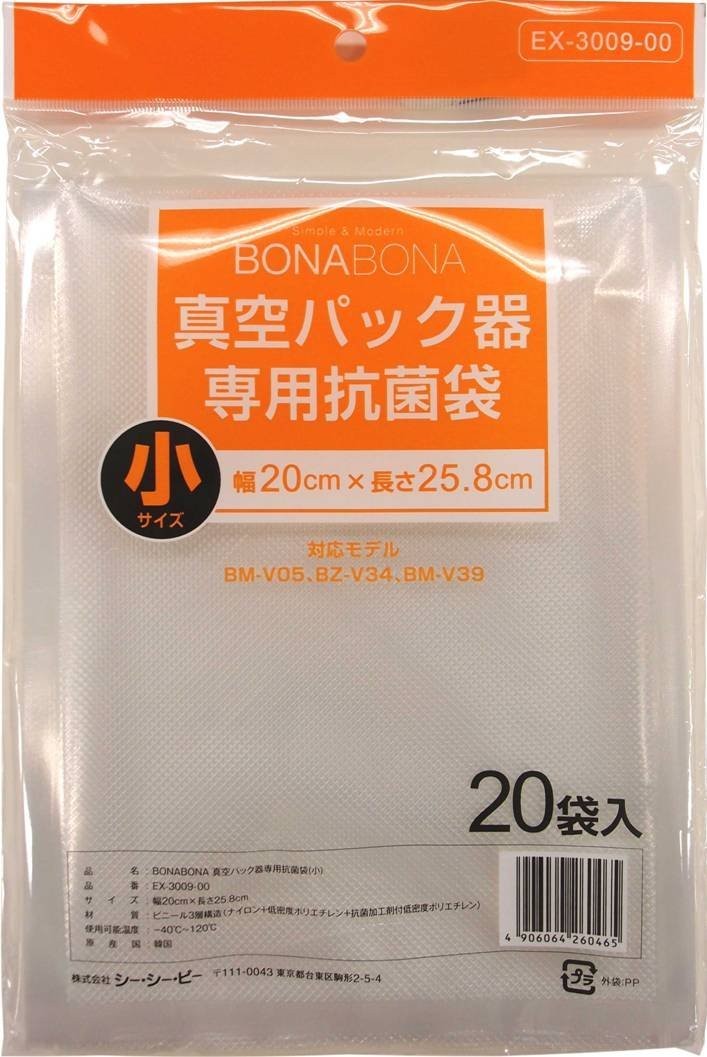 EX-3009-00
Simple & Modern
BONABONA
真空パック器
専用抗菌袋
小
サイズ
幅20cm×長さ25.8cm
対応モデル
BM-V05、BZ-V34、BM-V39
20袋入
品名:BONABONA 真空パック器専用抗菌袋(小)
品番:EX-3009-00
サイズ:幅20cm×長さ25.8cm
材質:ビニール3層構造(ナイロン+低密度ポリエチレン+抗菌加工剤付低密度ポリエチレン)
使用可能温度:-40℃~120℃
原産国:韓国
株式会社 シー・シー・ピー 〒111-0043 東京都台東区駒形2-5-4
4 906064 260465
プラ 外袋:PP